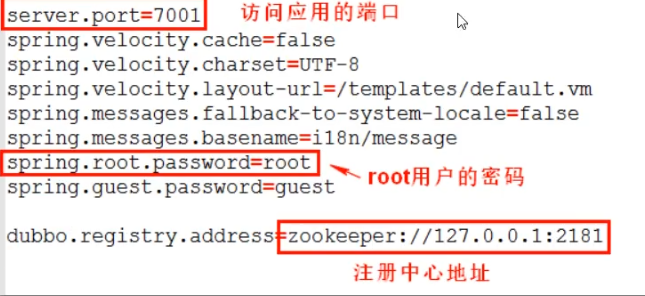 server.port=7001 访问应用的端口
spring.velocity.cache=false
spring.velocity.charset=UTF-8
spring.velocity.layout-url=/templates/default.vm
spring.messages.fallback-to-system-locale=false
spring.messages.basename=i18n/message
spring.root.password=root
root用户的密码
spring.guest.password=guest
dubbo.registry.address=zookeeper://127.0.0.1:2181
注册中心地址